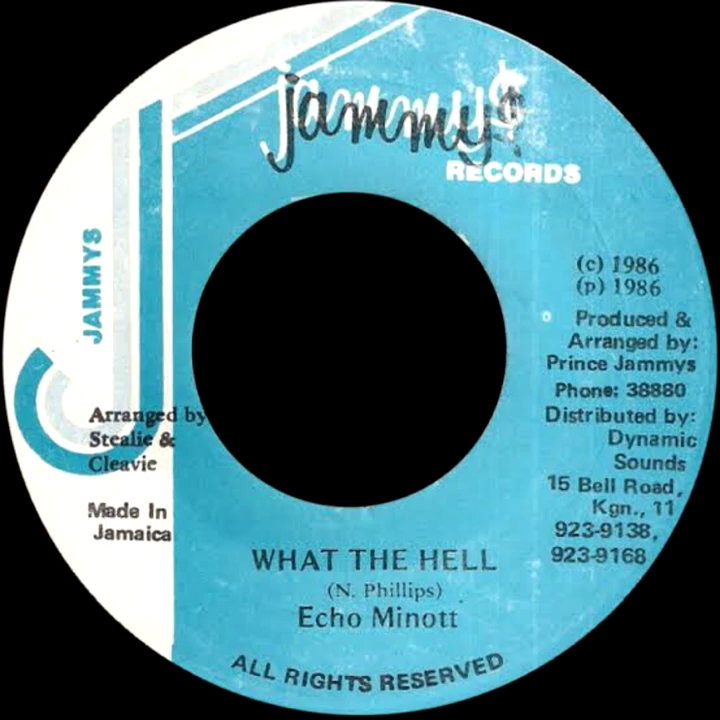 jammy$
RECORDS
JAMMYS
(c) 1986
(p) 1986
Produced &
Arranged by:
Prince Jammys
Phone: 38880
Distributed by:
Dynamic
Sounds
15 Bell Road,
Kgn., 11
923-9138,
923-9168
Arranged by
Stealie &
Cleavie
Made In
Jamaica
WHAT THE HELL
(N. Phillips)
Echo Minott
ALL RIGHTS RESERVED